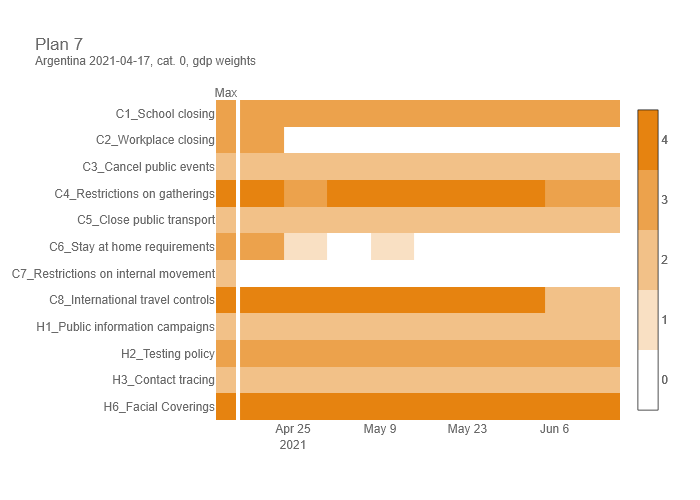 Plan 7
Argentina 2021-04-17, cat. 0, gdp weights
Max
C1_School closing
C2_Workplace closing
C3_Cancel public events
C4_Restrictions on gatherings
C5_Close public transport
C6_Stay at home requirements
C7_Restrictions on internal movement
C8_International travel controls
H1_Public information campaigns
H2_Testing policy
H3_Contact tracing
H6_Facial Coverings
Apr 25 May 9 May 23 Jun 6
2021
4
3
2
1
0